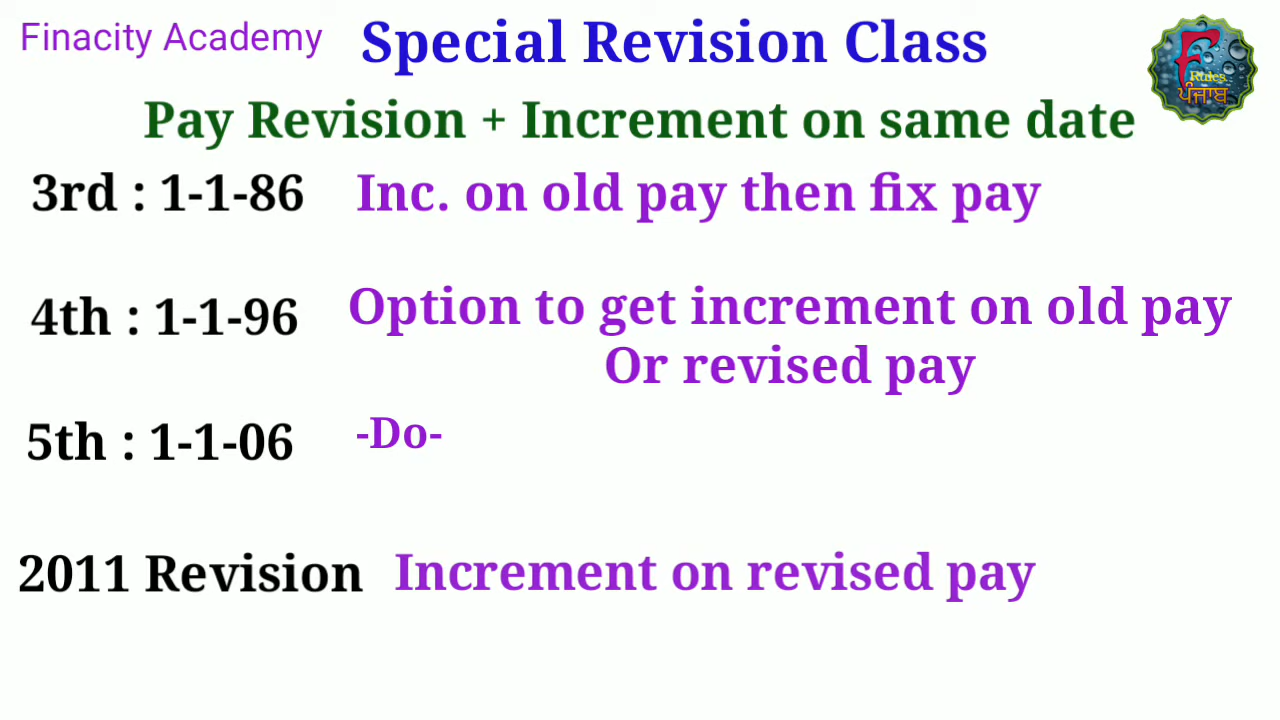 Finacity Academy
Special Revision Class
F
Rules
ਪੰਜਾਬ
Pay Revision + Increment on same date
3rd : 1-1-86 Inc. on old pay then fix pay
4th : 1-1-96 Option to get increment on old pay
Or revised pay
5th : 1-1-06 -Do-
2011 Revision Increment on revised pay